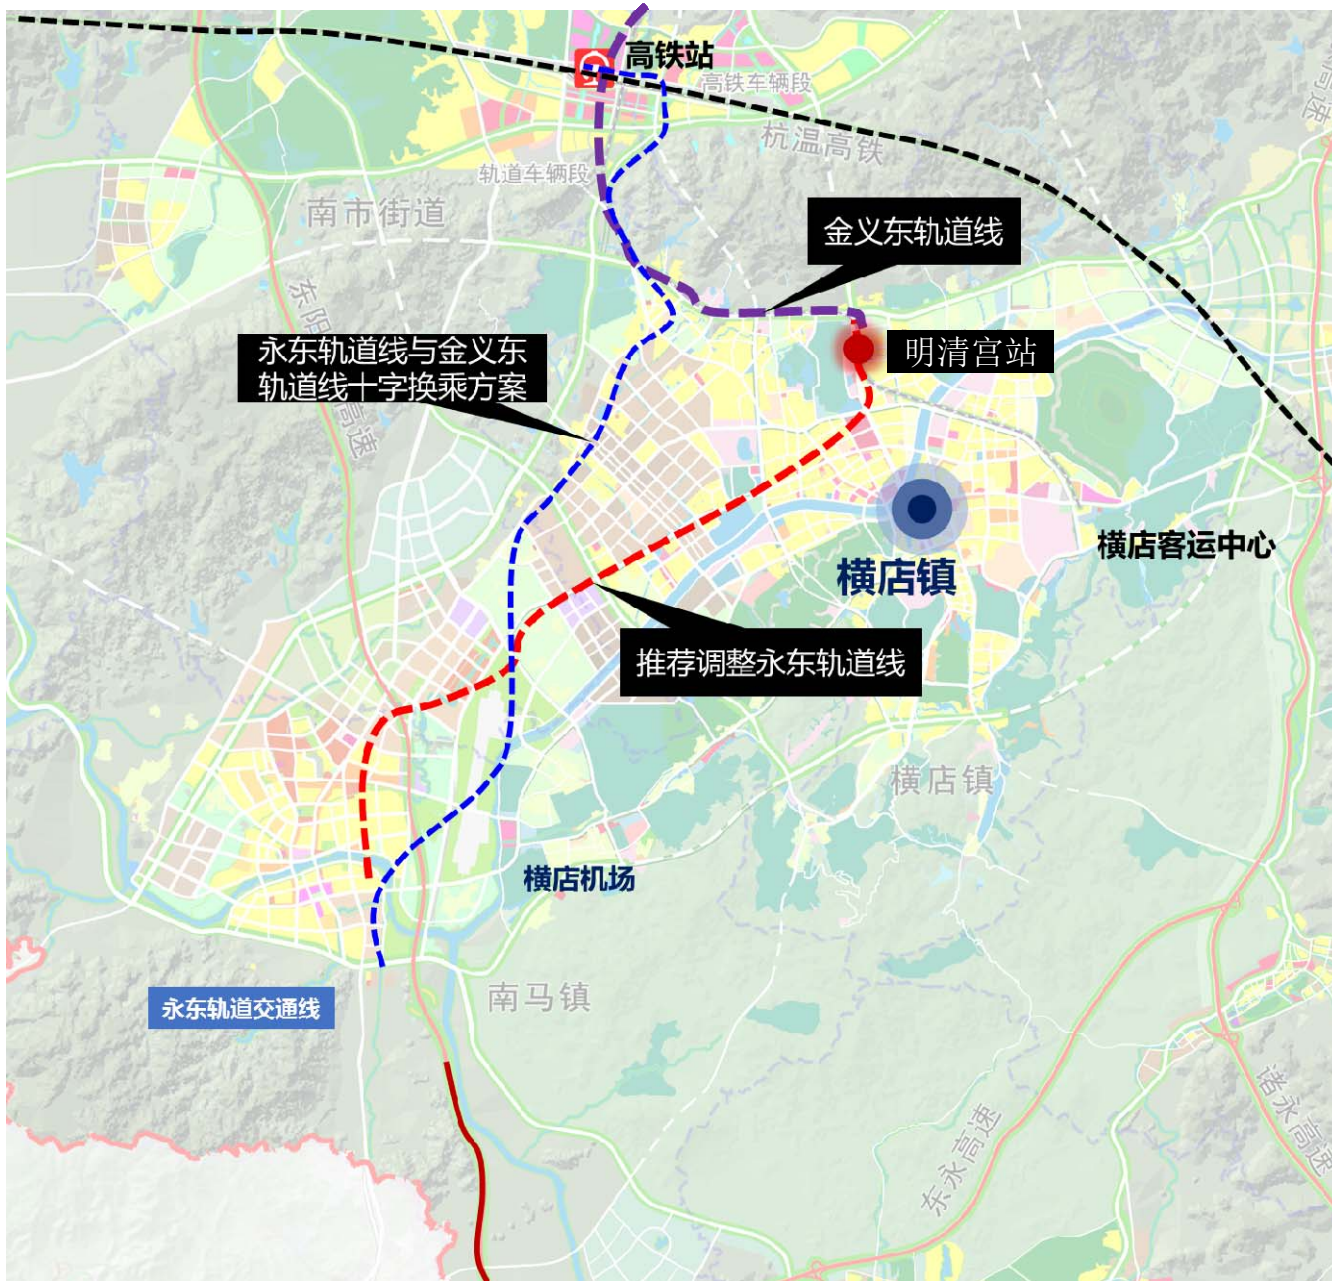 高铁站
高铁车辆段
杭温高铁
轨道车辆段
南市街道
金义东轨道线
东阳
高速
永东轨道线与金义东
轨道线十字换乘方案
明清宫站
横店客运中心
横店镇
推荐调整永东轨道线
横店镇
横店机场
南马镇
永东轨道交通线
东永高速
诸永高速
高速